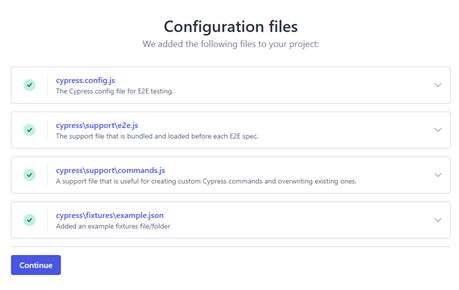 Configuration files
We added the following files to your project:
cypress.config.js
The Cypress config file for E2E testing.
cypress\support\e2e.js
The support file that is bundled and loaded before each E2E spec.
cypress\support\commands.js
A support file that is useful for creating custom Cypress commands and overwriting existing ones.
cypress\fixtures\example.json
Added an example fixtures file/folder
Continue